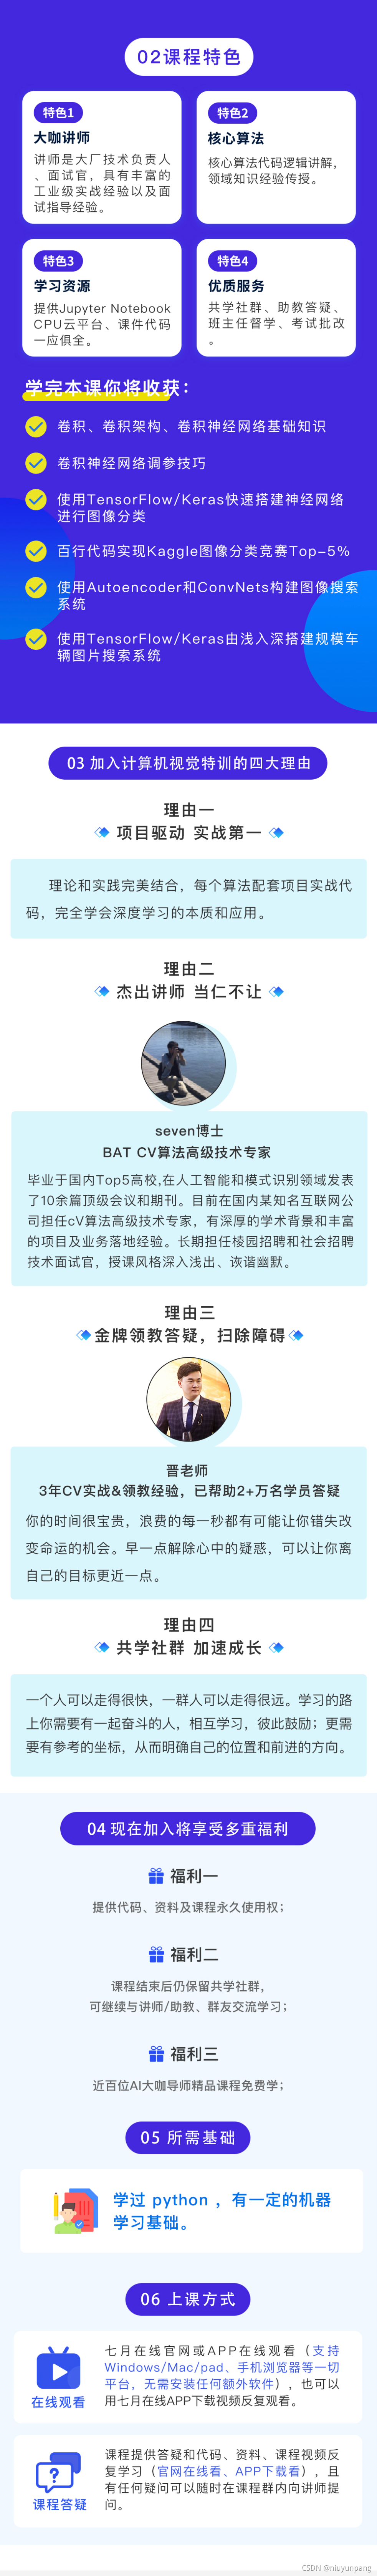 02课程特色
特色1
大咖讲师
讲师是大厂技术负责人
、面试官，具有丰富的
工业级实战经验以及面
试指导经验。
特色2
核心算法
核心算法代码逻辑讲解，
领域知识经验传授。
特色3
学习资源
提供Jupyter Notebook
CPU云平台、课件代码
一应俱全。
特色4
优质服务
共学社群、助教答疑、
班主任督学、考试批改
。
学完本课你将收获：
卷积、卷积架构、卷积神经网络基础知识
卷积神经网络调参技巧
使用TensorFlow/Keras快速搭建神经网络
进行图像分类
百行代码实现Kaggle图像分类竞赛Top-5%
使用Autoencoder和ConvNets构建图像搜索
系统
使用TensorFlow/Keras由浅入深搭建规模车
辆图片搜索系统
03 加入计算机视觉特训的四大理由
理由一
项目驱动 实战第一
理论和实践完美结合，每个算法配套项目实战代
码，完全学会深度学习的本质和应用。
理由二
杰出讲师 当仁不让
seven博士
BAT CV算法高级技术专家
毕业于国内Top5高校,在人工智能和模式识别领域发表
了10余篇顶级会议和期刊。目前在国内某知名互联网公
司担任cV算法高级技术专家，有深厚的学术背景和丰富
的项目及业务落地经验。长期担任棱园招聘和社会招聘
技术面试官，授课风格深入浅出、诙谐幽默。
理由三
金牌领教答疑，扫除障碍
晋老师
3年CV实战&领教经验，已帮助2+万名学员答疑
你的时间很宝贵，浪费的每一秒都有可能让你错失改
变命运的机会。早一点解除心中的疑惑，可以让你离
自己的目标更近一点。
理由四
共学社群 加速成长
一个人可以走得很快，一群人可以走得很远。学习的路
上你需要有一起奋斗的人，相互学习，彼此鼓励；更需
要有参考的坐标，从而明确自己的位置和前进的方向。
04 现在加入将享受多重福利
福利一
提供代码、资料及课程永久使用权；
福利二
课程结束后仍保留共学社群，
可继续与讲师/助教、群友交流学习；
福利三
近百位AI大咖导师精品课程免费学；
05 所需基础
学过 python ，有一定的机器
学习基础。
06 上课方式
在线观看
七月在线官网或APP在线观看（支持
Windows/Mac/pad、手机浏览器等一切
平台，无需安装任何额外软件），也可以
用七月在线APP下载视频反复观看。
课程答疑
课程提供答疑和代码、资料、课程视频反
复学习（官网在线看、APP下载看），且
有任何疑问可以随时在课程群内向讲师提
问。
CSDN @niuyunpang